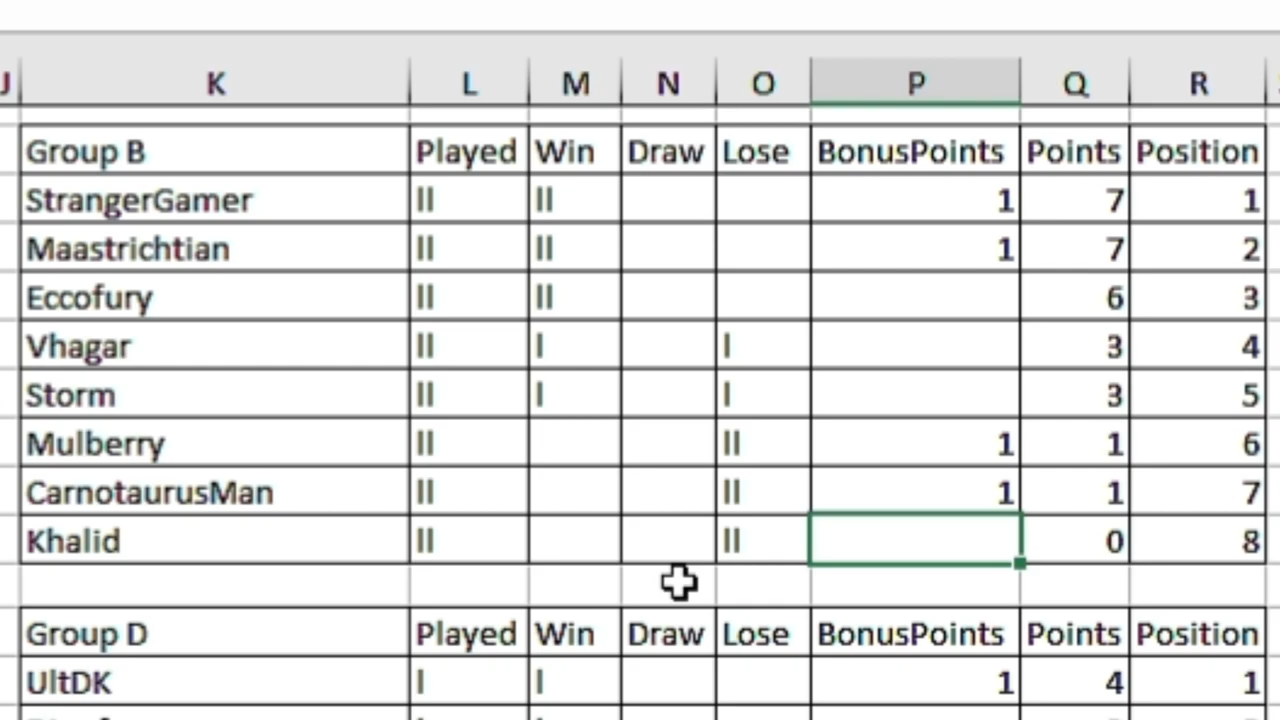 J K L M N O P Q R
Group B Played Win Draw Lose BonusPoints Points Position
StrangerGamer II II 1 7 1
Maastrichtian II II 1 7 2
Eccofury II II 6 3
Vhagar II I I 3 4
Storm II I I 3 5
Mulberry II II 1 1 6
CarnotaurusMan II II 1 1 7
Khalid II II 0 8
Group D Played Win Draw Lose BonusPoints Points Position
UltDK I I 1 4 1